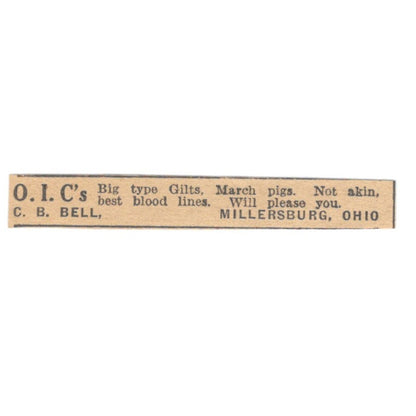 O. I. C's Big type Gilts, March pigs. Not akin,
best blood lines. Will please you.
C. B. BELL, MILLERSBURG, OHIO